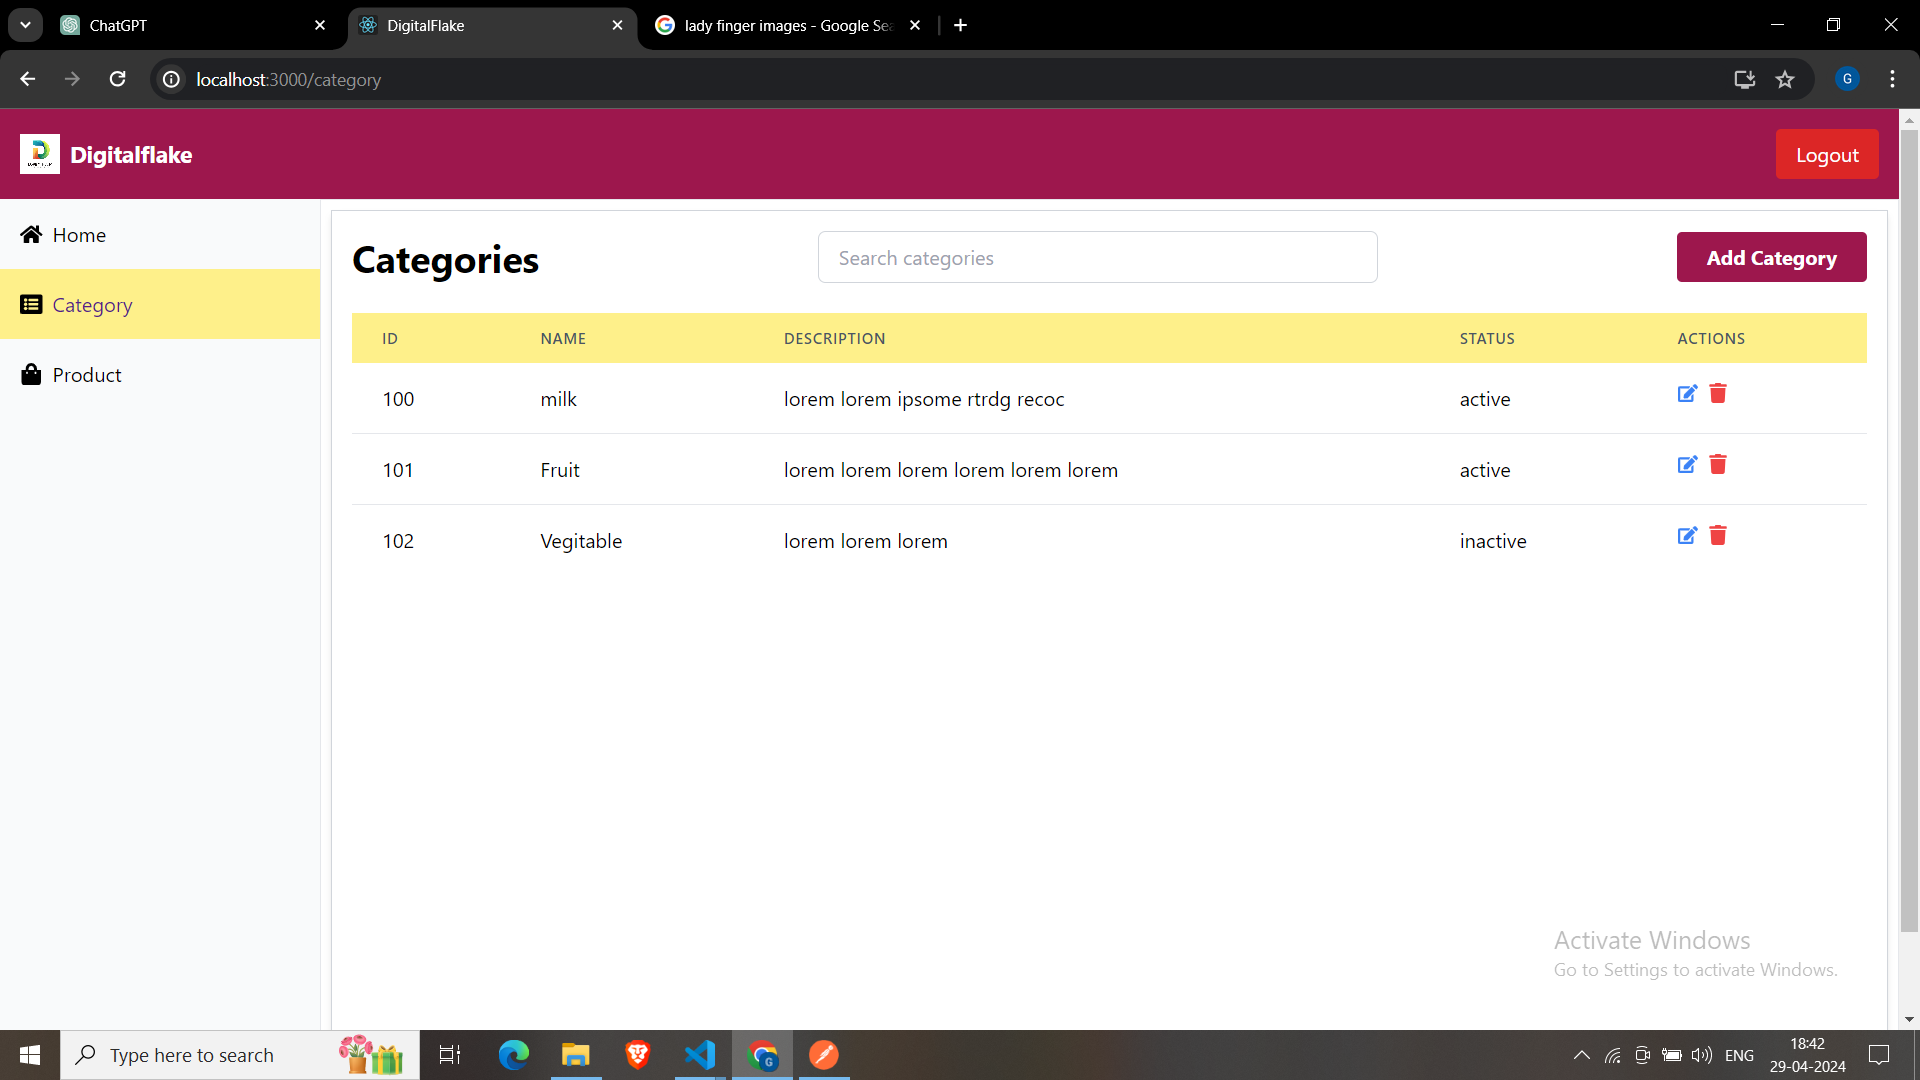 ChatGPT
DigitalFlake
lady finger images - Google Sea
localhost:3000/category
G
Digitalflake
Logout
Home
Category
Product
Categories
Search categories
Add Category
ID NAME DESCRIPTION STATUS ACTIONS
100 milk lorem lorem ipsome rtrdg recoc active
101 Fruit lorem lorem lorem lorem lorem lorem active
102 Vegitable lorem lorem lorem inactive
Activate Windows
Go to Settings to activate Windows.
Type here to search
G
ENG
18:42
29-04-2024